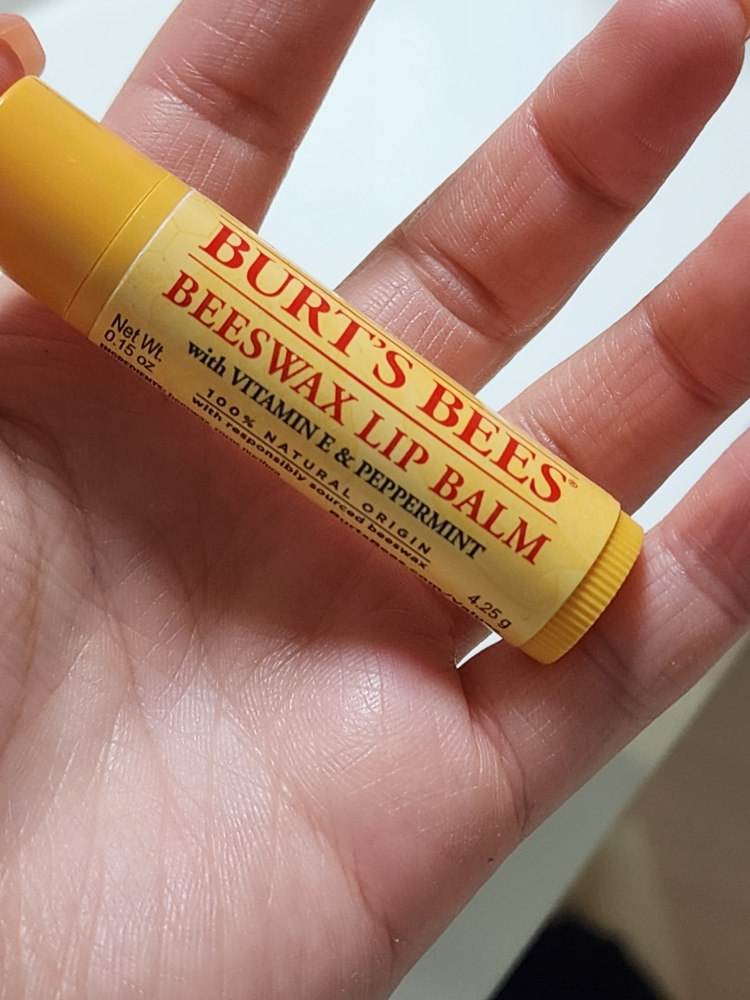 BURT'S BEES®
BEESWAX LIP BALM
with VITAMIN E & PEPPERMINT
100% NATURAL ORIGIN
with responsibly sourced beeswax
Net Wt.
0.15 oz
4.25 g